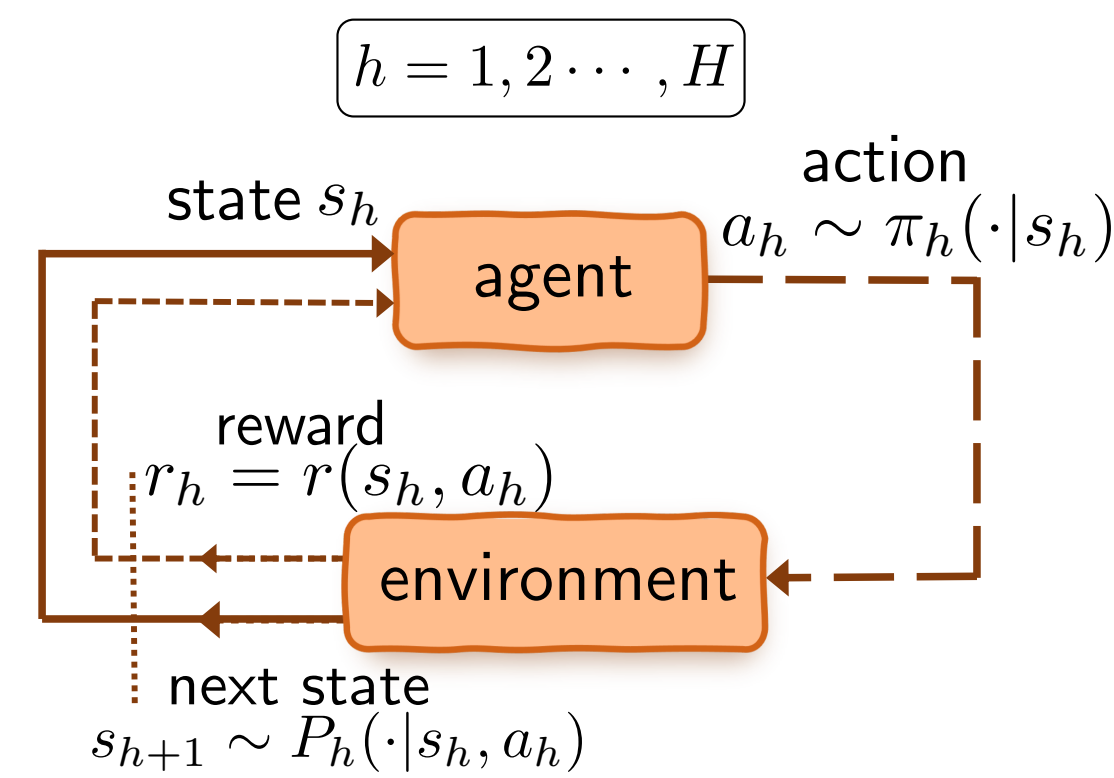 h = 1, 2 ⋯ , H
action
state s_h
a_h ∼ π_h(·|s_h)
agent
reward
r_h = r(s_h, a_h)
environment
next state
s_{h+1} ∼ P_h(·|s_h, a_h)